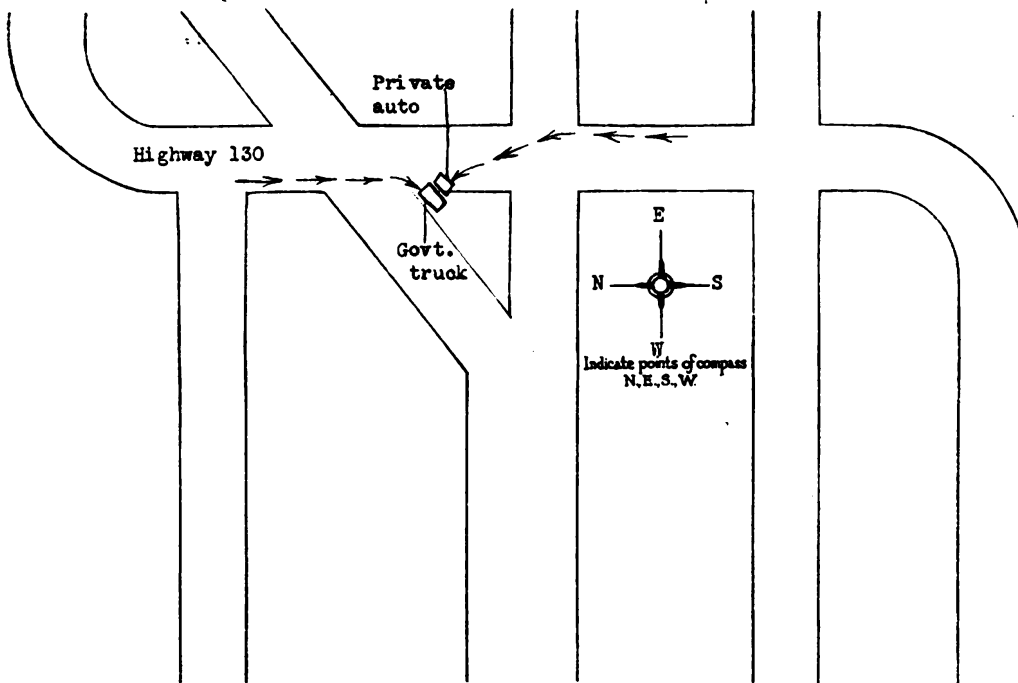 Private
auto
Highway 130
Govt.
truck
E
N S
W
Indicate points of compass
N., E., S., W.